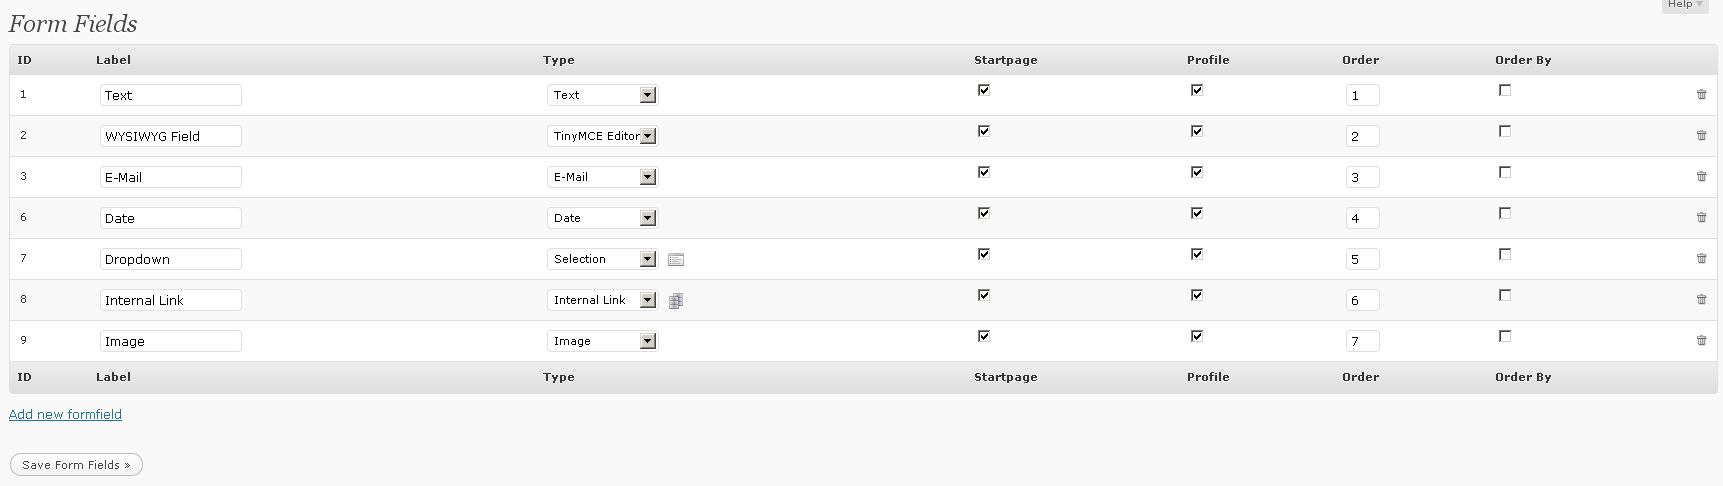 Help
Form Fields
ID Label Type Startpage Profile Order Order By
1 Text Text 1
2 WYSIWYG Field TinyMCE Editor 2
3 E-Mail E-Mail 3
6 Date Date 4
7 Dropdown Selection 5
8 Internal Link Internal Link 6
9 Image Image 7
ID Label Type Startpage Profile Order Order By
Add new formfield
Save Form Fields »